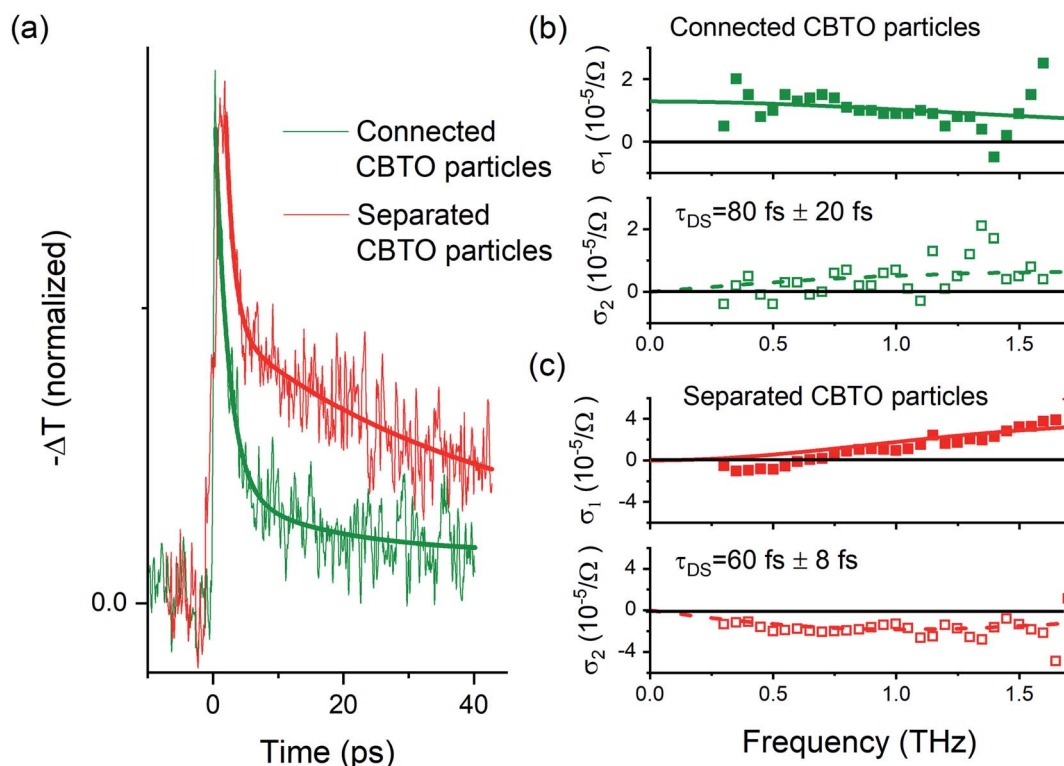 (a)
-ΔT (normalized)
0.0
Connected
CBTO particles
Separated
CBTO particles
0
20
40
Time (ps)
(b)
Connected CBTO particles
σ₁ (10⁻⁵/Ω)
2
0
τDS=80 fs ± 20 fs
σ₂ (10⁻⁵/Ω)
2
0
0.0
0.5
1.0
1.5
(c)
Separated CBTO particles
σ₁ (10⁻⁵/Ω)
4
0
-4
τDS=60 fs ± 8 fs
σ₂ (10⁻⁵/Ω)
4
0
-4
0.0
0.5
1.0
1.5
Frequency (THz)